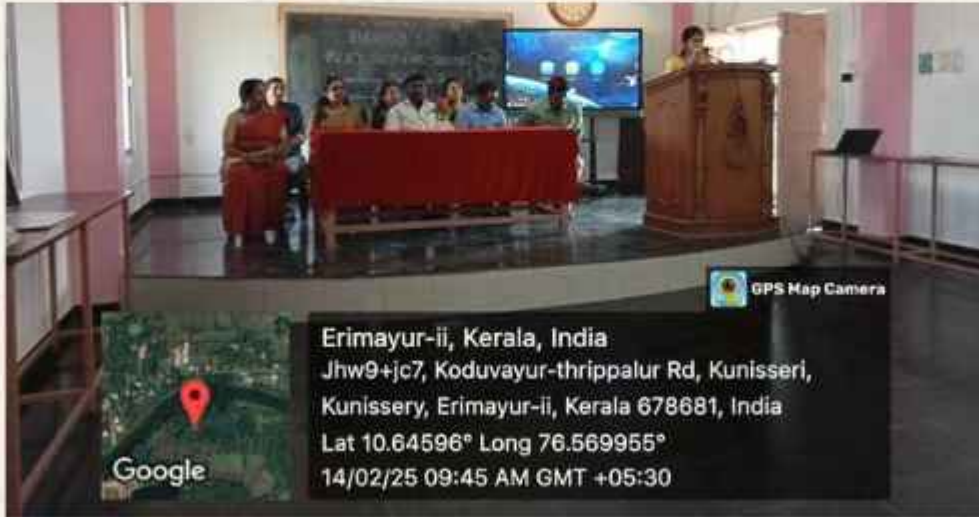 GPS Map Camera
Erimayur-ii, Kerala, India
Jhw9+jc7, Koduvayur-thrippalur Rd, Kunisseri,
Kunissery, Erimayur-ii, Kerala 678681, India
Lat 10.64596° Long 76.569955°
14/02/25 09:45 AM GMT +05:30
Google